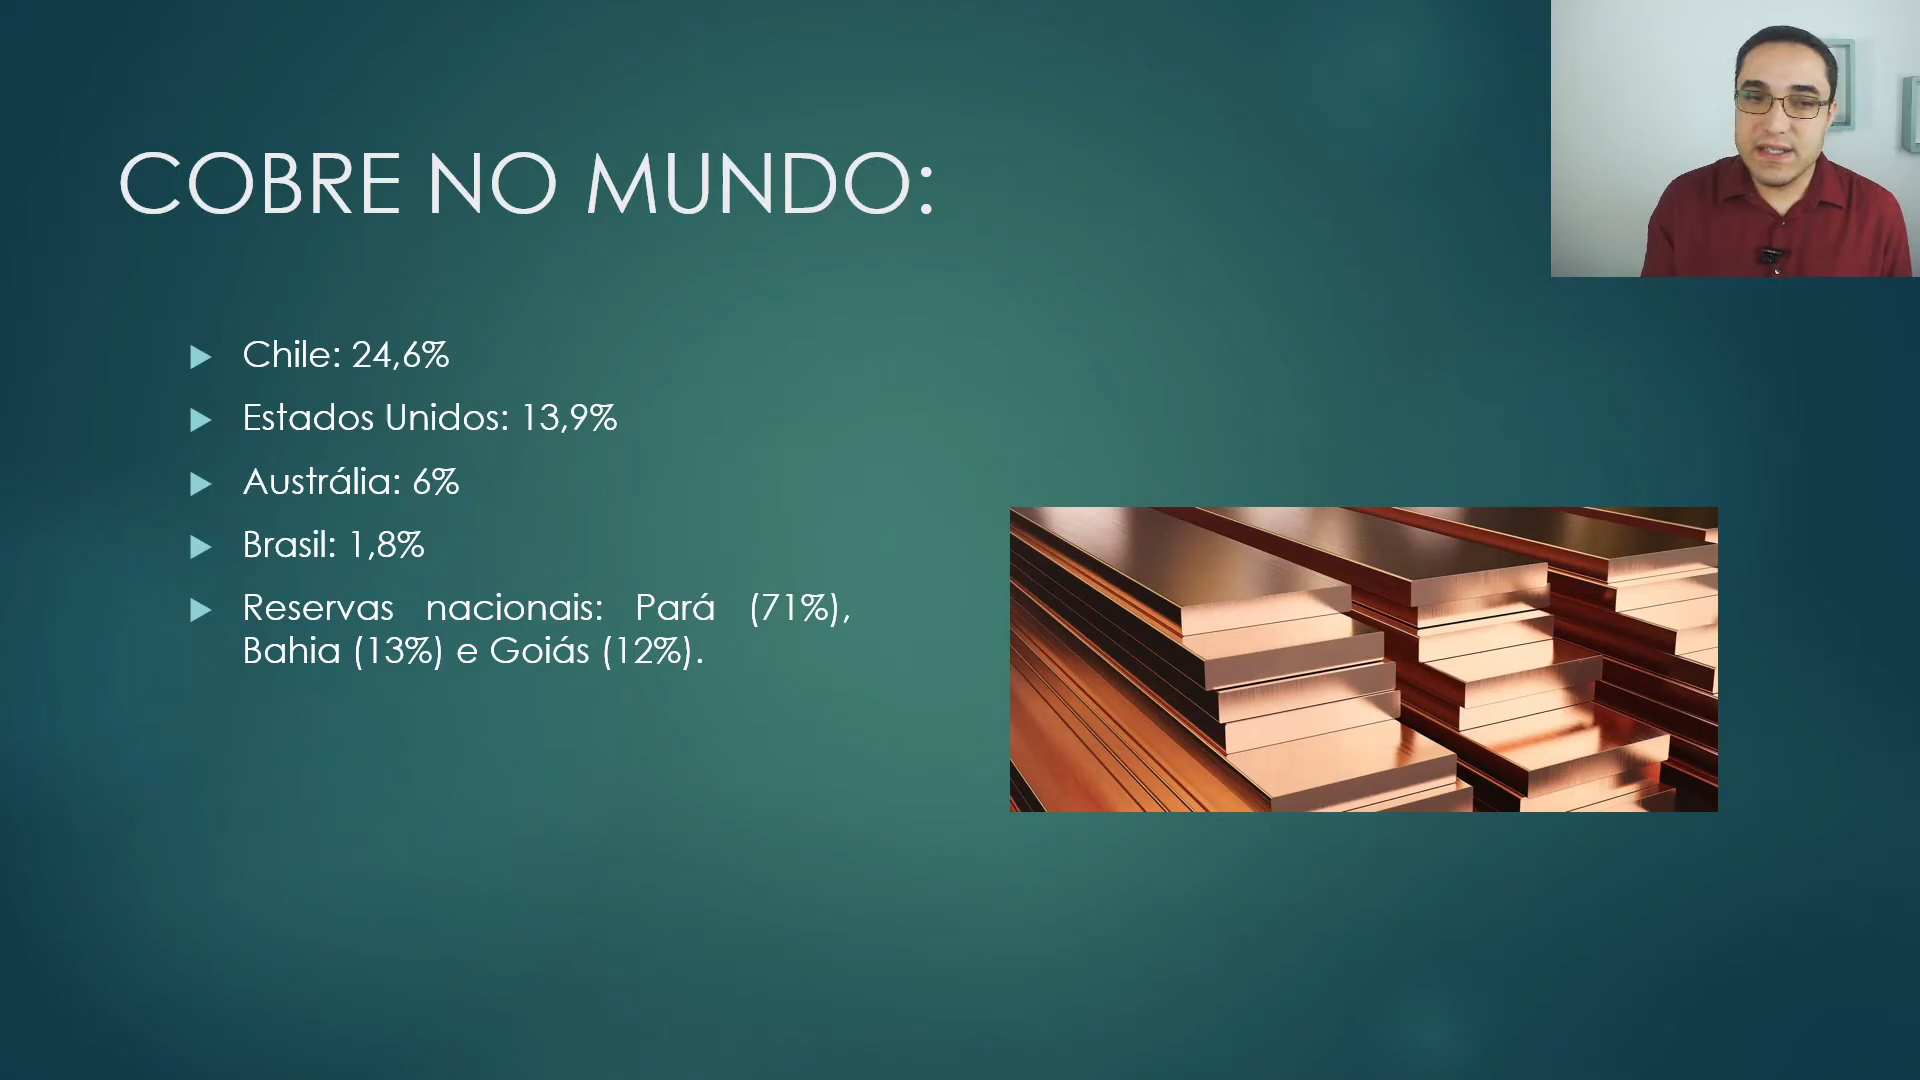 COBRE NO MUNDO:
Chile: 24,6%
Estados Unidos: 13,9%
Austrália: 6%
Brasil: 1,8%
Reservas nacionais: Pará (71%),
Bahia (13%) e Goiás (12%).